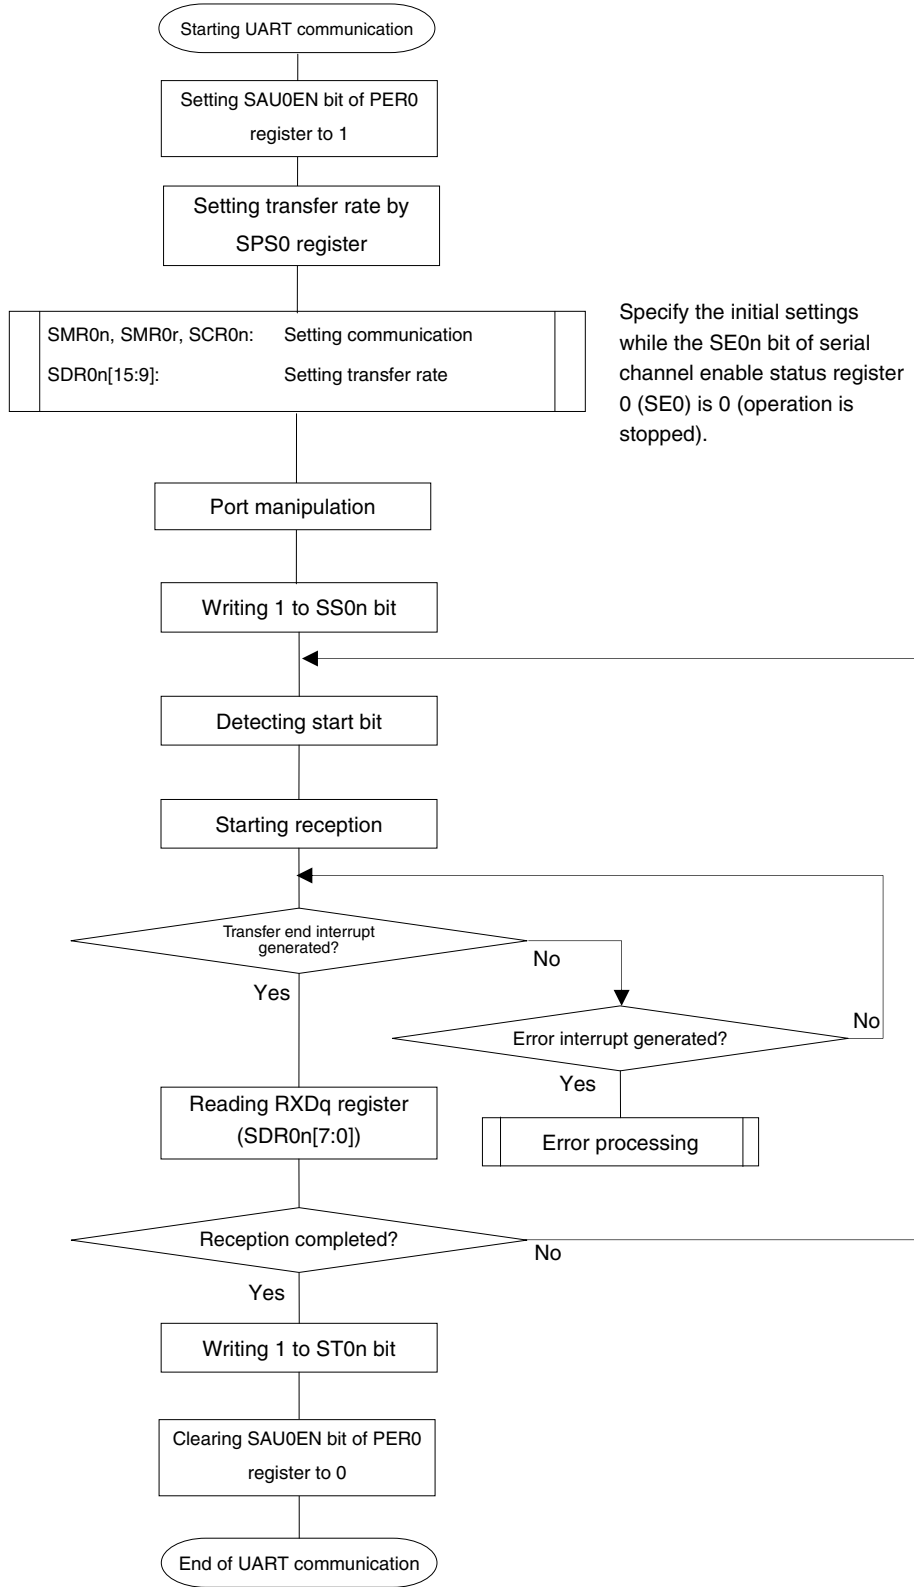 Starting UART communication
Setting SAU0EN bit of PER0
register to 1
Setting transfer rate by
SPS0 register
SMR0n, SMR0r, SCR0n: Setting communication
SDR0n[15:9]: Setting transfer rate
Specify the initial settings
while the SE0n bit of serial
channel enable status register
0 (SE0) is 0 (operation is
stopped).
Port manipulation
Writing 1 to SS0n bit
Detecting start bit
Starting reception
Transfer end interrupt
generated?
No
Yes
Error interrupt generated?
No
Yes
Error processing
Reading RXDq register
(SDR0n[7:0])
Reception completed?
No
Yes
Writing 1 to ST0n bit
Clearing SAU0EN bit of PER0
register to 0
End of UART communication